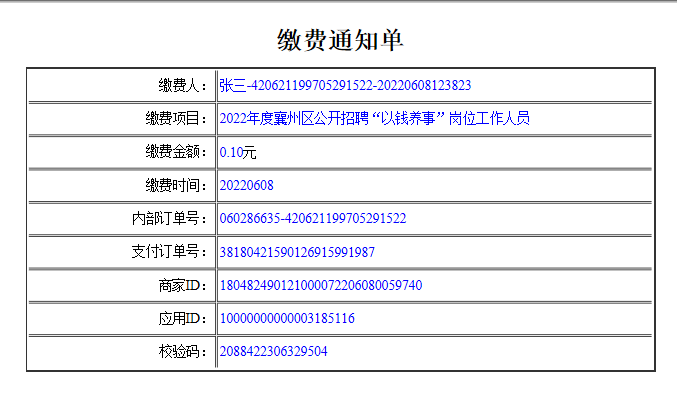 缴费通知单
缴费人： 张三-420621199705291522-20220608123823
缴费项目： 2022年度襄州区公开招聘“以钱养事”岗位工作人员
缴费金额： 0.10元
缴费时间： 20220608
内部订单号： 060286635-420621199705291522
支付订单号： 38180421590126915991987
商家ID： 180482490121000072206080059740
应用ID： 10000000000003185116
校验码： 2088422306329504